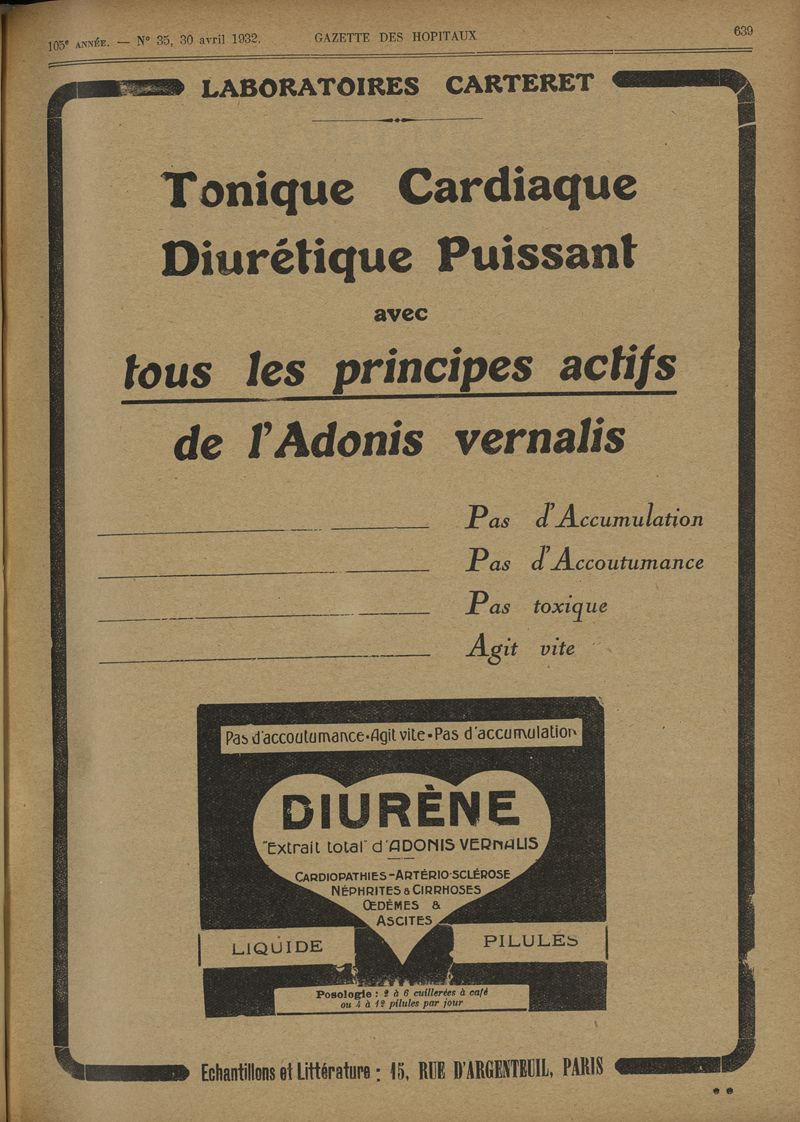 105e ANNÉE. — N° 35, 30 avril 1932. GAZETTE DES HOPITAUX 639
LABORATOIRES CARTERET
Tonique Cardiaque
Diurétique Puissant
avec
tous les principes actifs
de l'Adonis vernalis
Pas d'Accumulation
Pas d'Accoutumance
Pas toxique
Agit vite
Pas d'accoutumance•Agit vite•Pas d'accumulation
DIURÈNE
"Extrait total" d'ADONIS VERNALIS
CARDIOPATHIES-ARTÉRIO-SCLÉROSE
NÉPHRITES & CIRRHOSES
ŒDÈMES &
ASCITES
LIQUIDE PILULES
Posologie : 2 à 6 cuillerées à café
ou 4 à 12 pilules par jour
Echantillons et Littérature : 15, RUE D'ARGENTEUIL, PARIS